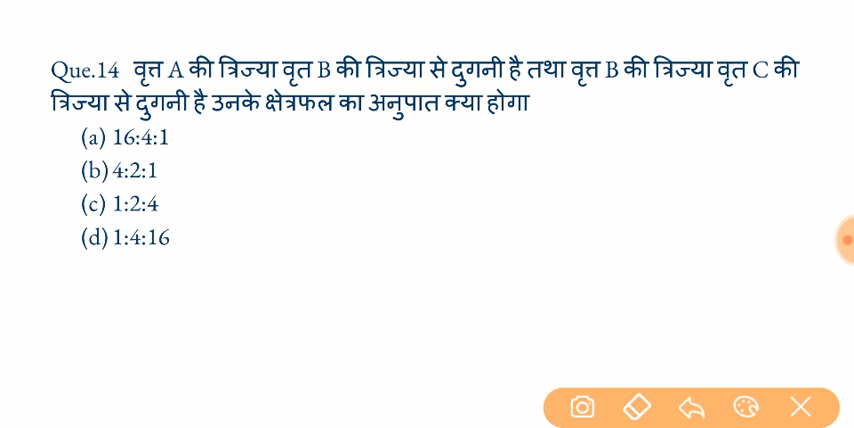 Que.14 वृत्त A की त्रिज्या वृत B की त्रिज्या से दुगनी है तथा वृत्त B की त्रिज्या वृत C की
त्रिज्या से दुगनी है उनके क्षेत्रफल का अनुपात क्या होगा
(a) 16:4:1
(b) 4:2:1
(c) 1:2:4
(d) 1:4:16